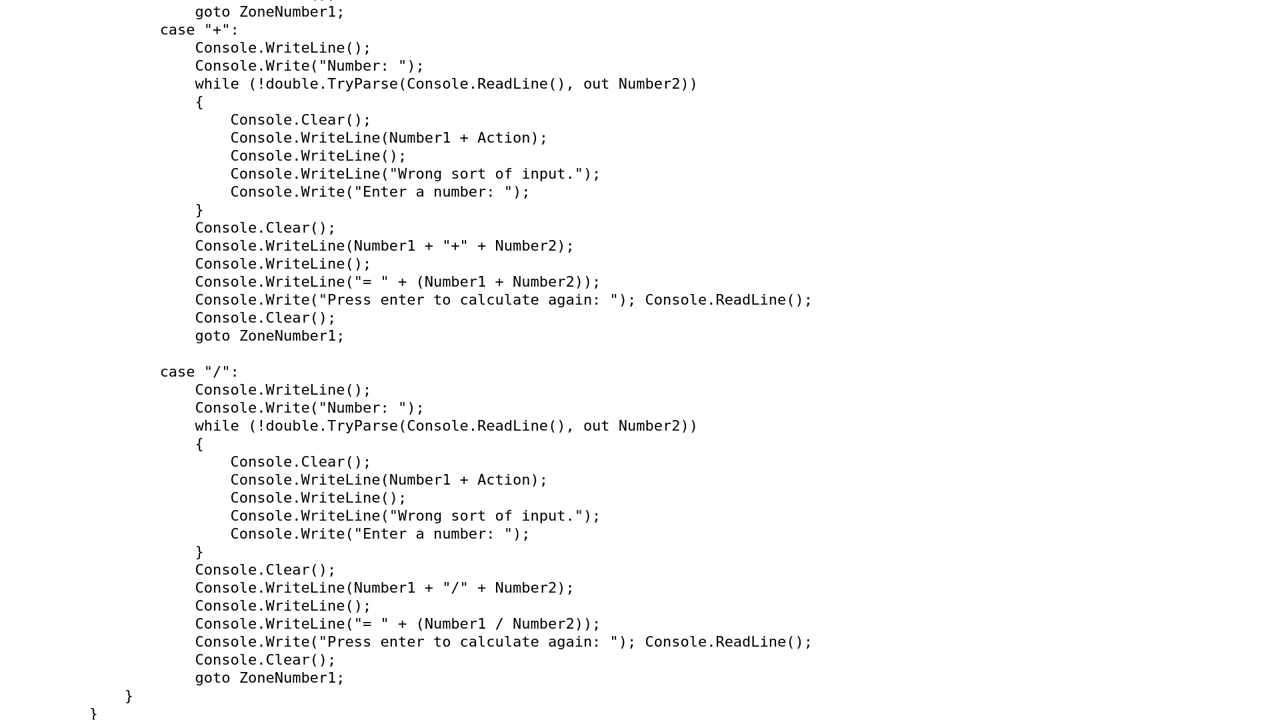 goto ZoneNumber1;
case "+":
Console.WriteLine();
Console.Write("Number: ");
while (!double.TryParse(Console.ReadLine(), out Number2))
{
Console.Clear();
Console.WriteLine(Number1 + Action);
Console.WriteLine();
Console.WriteLine("Wrong sort of input.");
Console.Write("Enter a number: ");
}
Console.Clear();
Console.WriteLine(Number1 + "+" + Number2);
Console.WriteLine();
Console.WriteLine("= " + (Number1 + Number2));
Console.Write("Press enter to calculate again: "); Console.ReadLine();
Console.Clear();
goto ZoneNumber1;
case "/":
Console.WriteLine();
Console.Write("Number: ");
while (!double.TryParse(Console.ReadLine(), out Number2))
{
Console.Clear();
Console.WriteLine(Number1 + Action);
Console.WriteLine();
Console.WriteLine("Wrong sort of input.");
Console.Write("Enter a number: ");
}
Console.Clear();
Console.WriteLine(Number1 + "/" + Number2);
Console.WriteLine();
Console.WriteLine("= " + (Number1 / Number2));
Console.Write("Press enter to calculate again: "); Console.ReadLine();
Console.Clear();
goto ZoneNumber1;
}
}